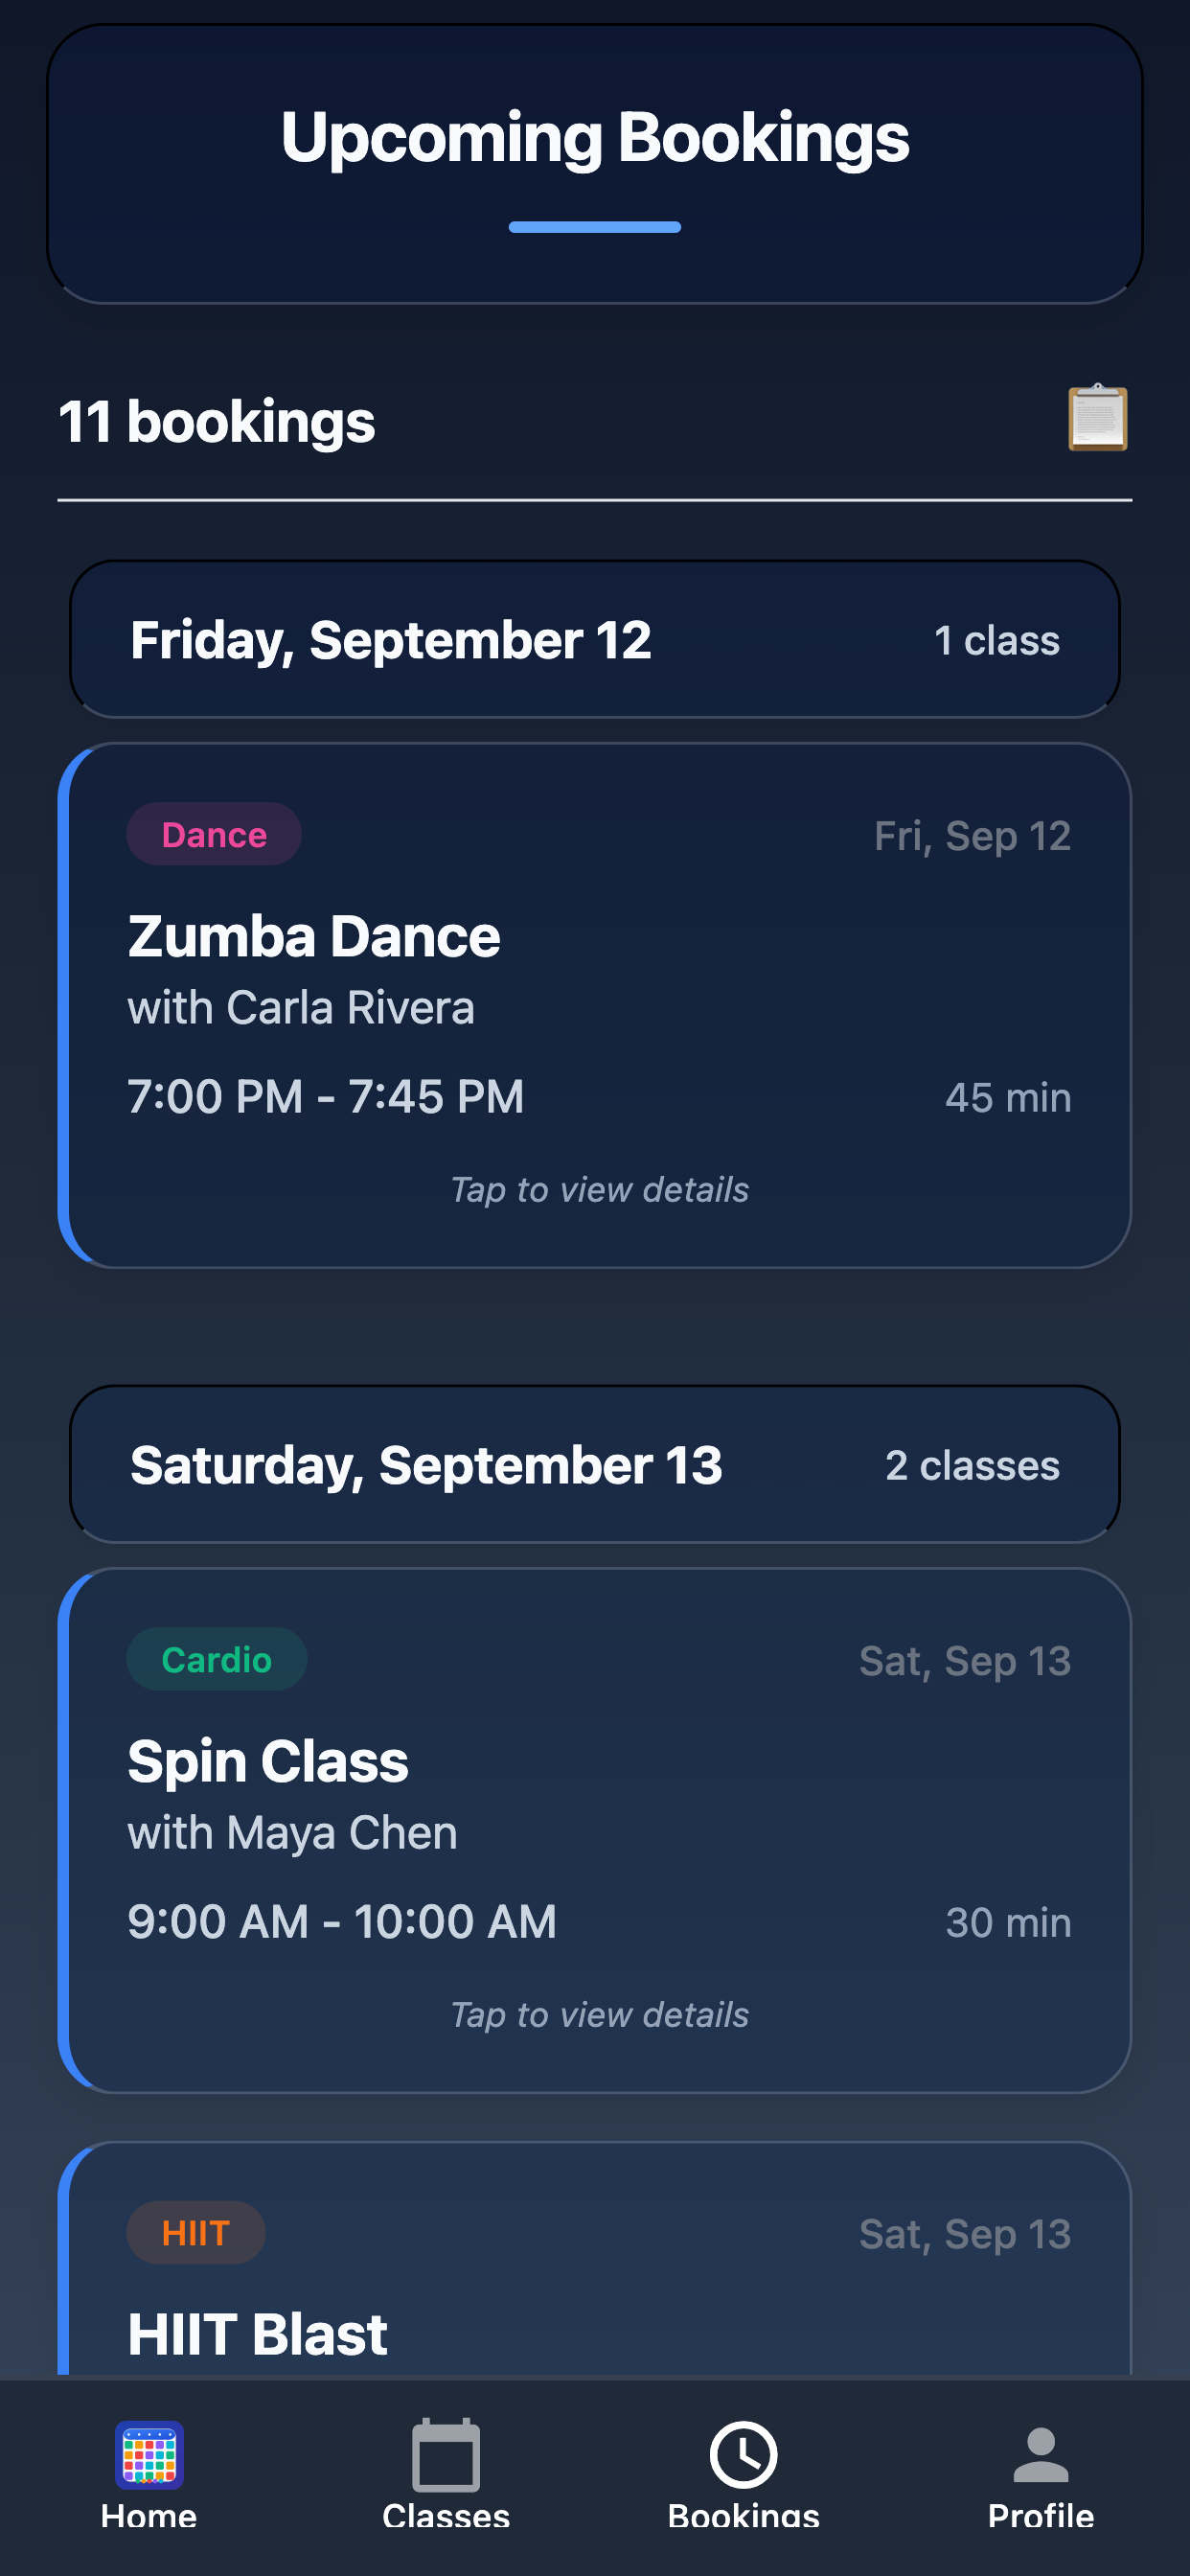 Upcoming Bookings
11 bookings
Friday, September 12 1 class
Dance Fri, Sep 12
Zumba Dance
with Carla Rivera
7:00 PM - 7:45 PM 45 min
Tap to view details
Saturday, September 13 2 classes
Cardio Sat, Sep 13
Spin Class
with Maya Chen
9:00 AM - 10:00 AM 30 min
Tap to view details
HIIT Sat, Sep 13
HIIT Blast
Home Classes Bookings Profile